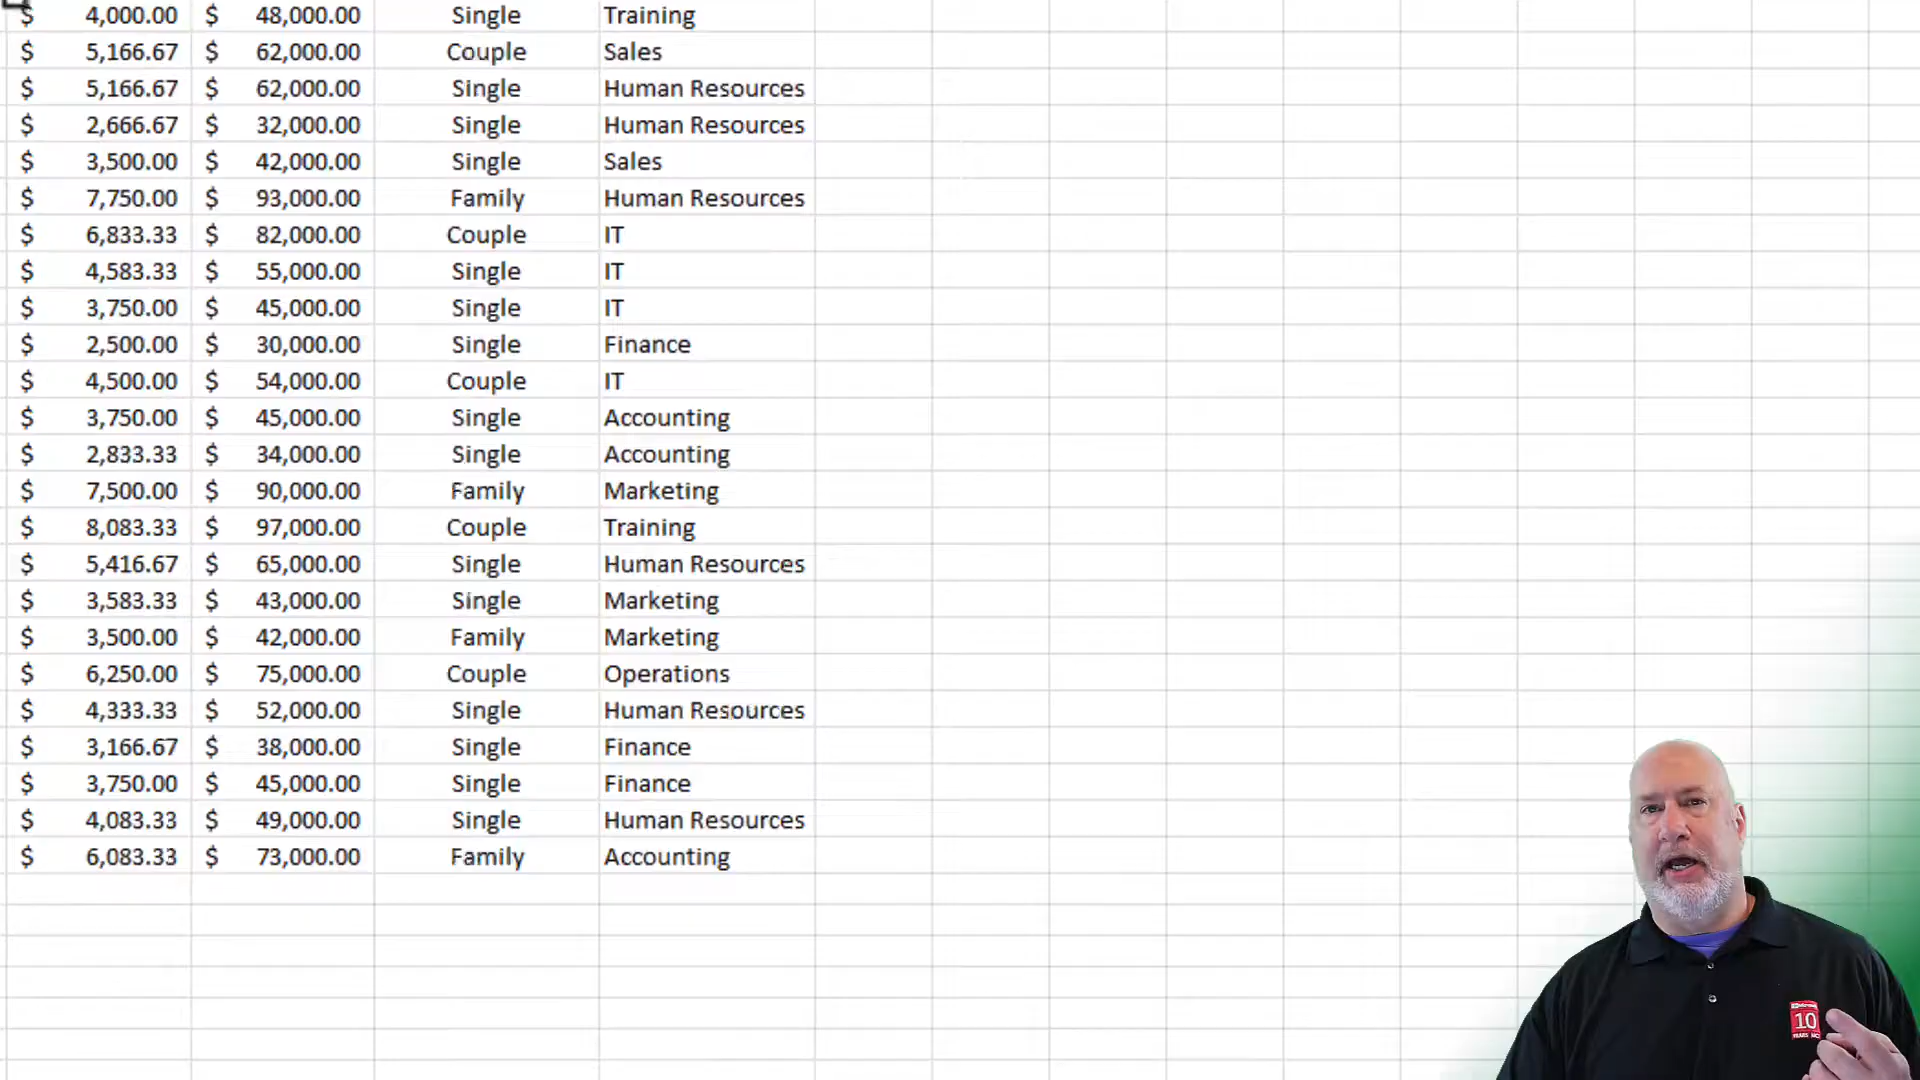 $ 4,000.00 $ 48,000.00 Single Training
$ 5,166.67 $ 62,000.00 Couple Sales
$ 5,166.67 $ 62,000.00 Single Human Resources
$ 2,666.67 $ 32,000.00 Single Human Resources
$ 3,500.00 $ 42,000.00 Single Sales
$ 7,750.00 $ 93,000.00 Family Human Resources
$ 6,833.33 $ 82,000.00 Couple IT
$ 4,583.33 $ 55,000.00 Single IT
$ 3,750.00 $ 45,000.00 Single IT
$ 2,500.00 $ 30,000.00 Single Finance
$ 4,500.00 $ 54,000.00 Couple IT
$ 3,750.00 $ 45,000.00 Single Accounting
$ 2,833.33 $ 34,000.00 Single Accounting
$ 7,500.00 $ 90,000.00 Family Marketing
$ 8,083.33 $ 97,000.00 Couple Training
$ 5,416.67 $ 65,000.00 Single Human Resources
$ 3,583.33 $ 43,000.00 Single Marketing
$ 3,500.00 $ 42,000.00 Family Marketing
$ 6,250.00 $ 75,000.00 Couple Operations
$ 4,333.33 $ 52,000.00 Single Human Resources
$ 3,166.67 $ 38,000.00 Single Finance
$ 3,750.00 $ 45,000.00 Single Finance
$ 4,083.33 $ 49,000.00 Single Human Resources
$ 6,083.33 $ 73,000.00 Family Accounting
10